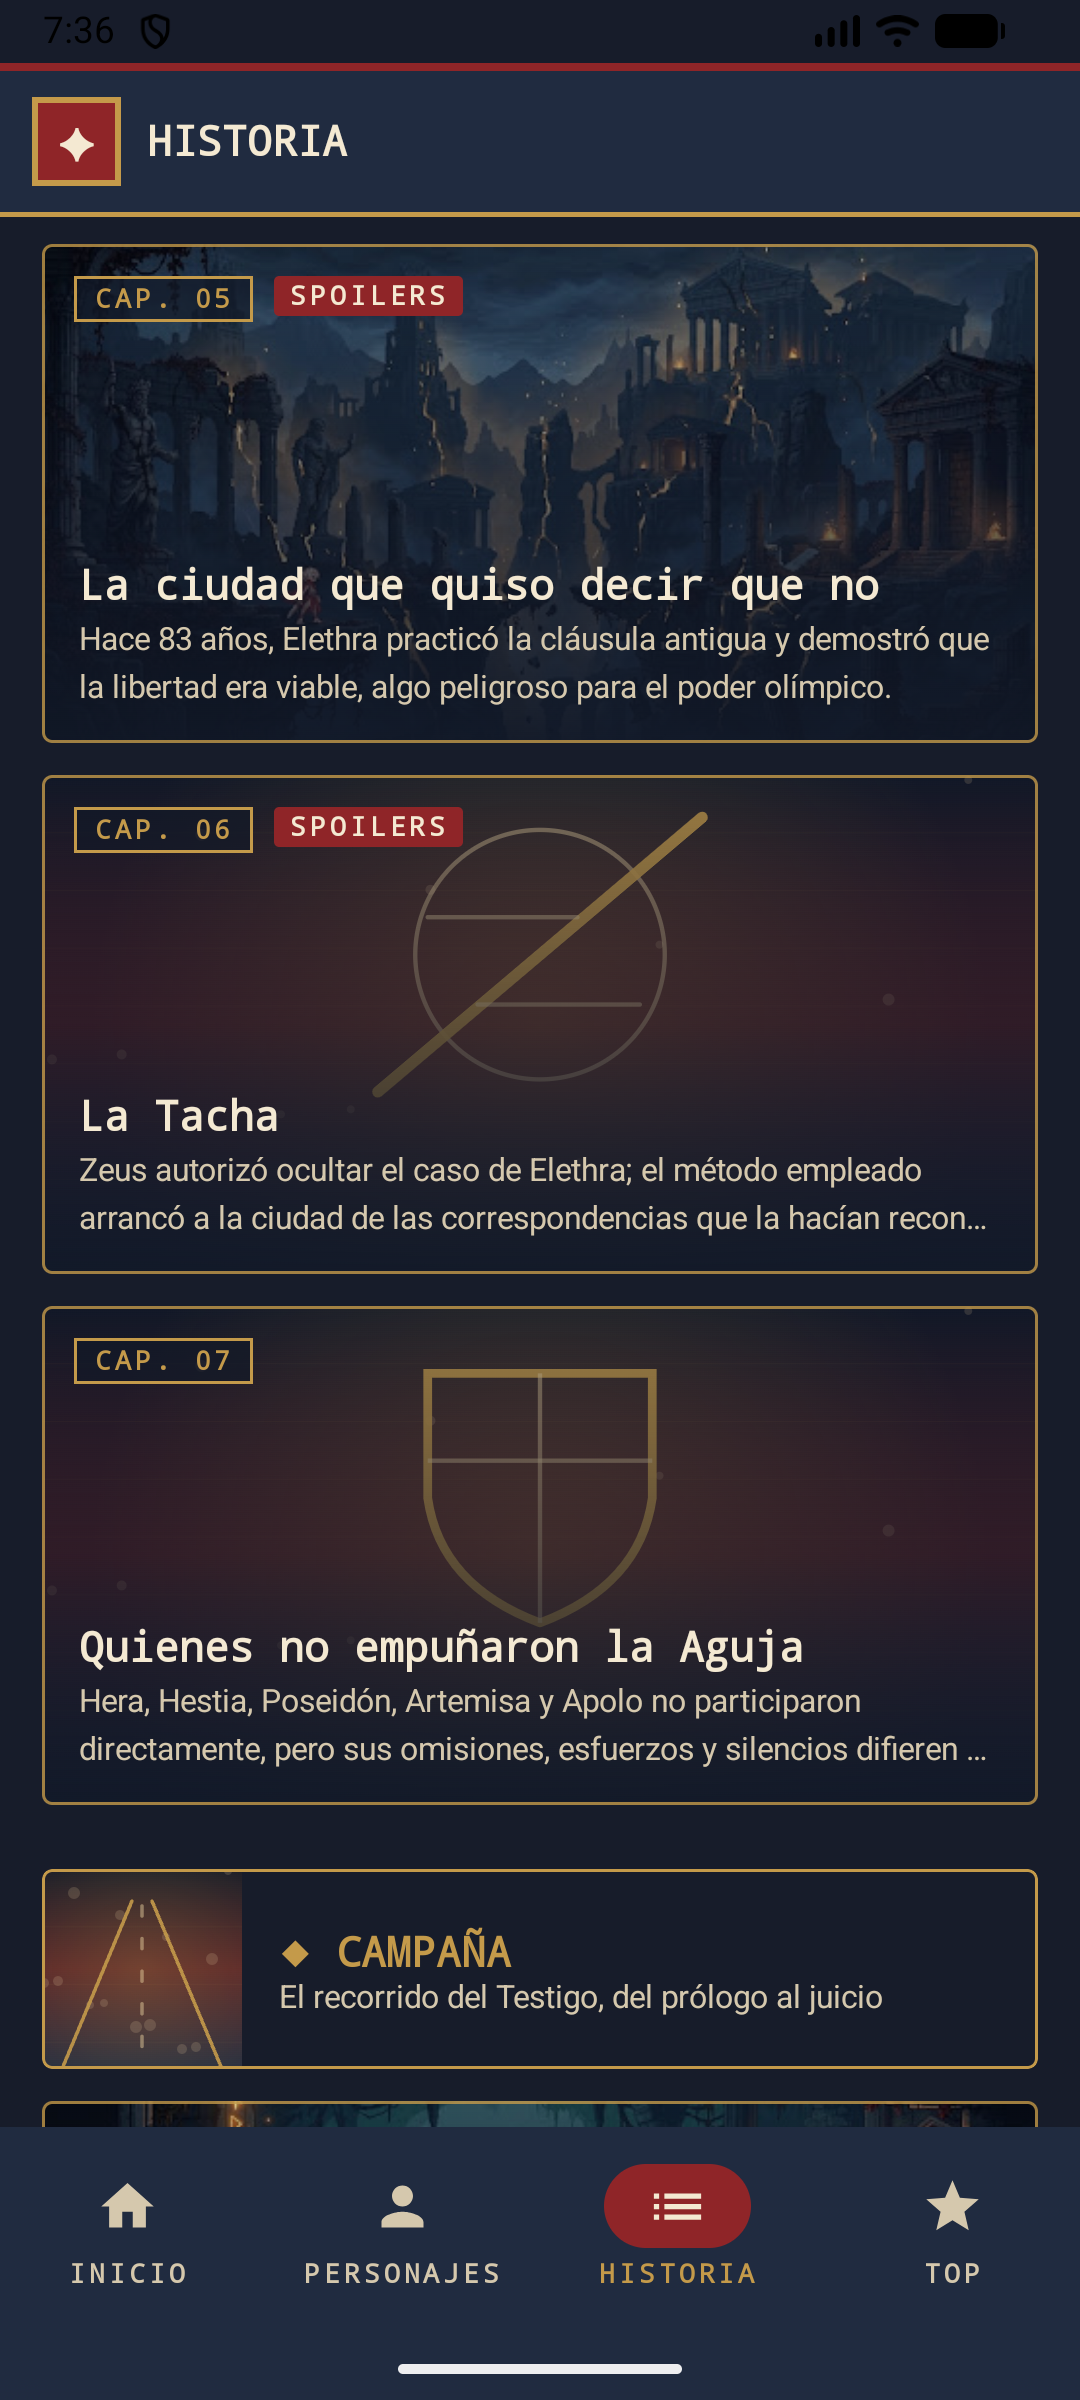 7:36
HISTORIA
CAP. 05 SPOILERS
La ciudad que quiso decir que no
Hace 83 años, Elethra practicó la cláusula antigua y demostró que
la libertad era viable, algo peligroso para el poder olímpico.
CAP. 06 SPOILERS
La Tacha
Zeus autorizó ocultar el caso de Elethra; el método empleado
arrancó a la ciudad de las correspondencias que la hacían recon...
CAP. 07
Quienes no empuñaron la Aguja
Hera, Hestia, Poseidón, Artemisa y Apolo no participaron
directamente, pero sus omisiones, esfuerzos y silencios difieren ...
◆ CAMPAÑA
El recorrido del Testigo, del prólogo al juicio
INICIO PERSONAJES HISTORIA TOP